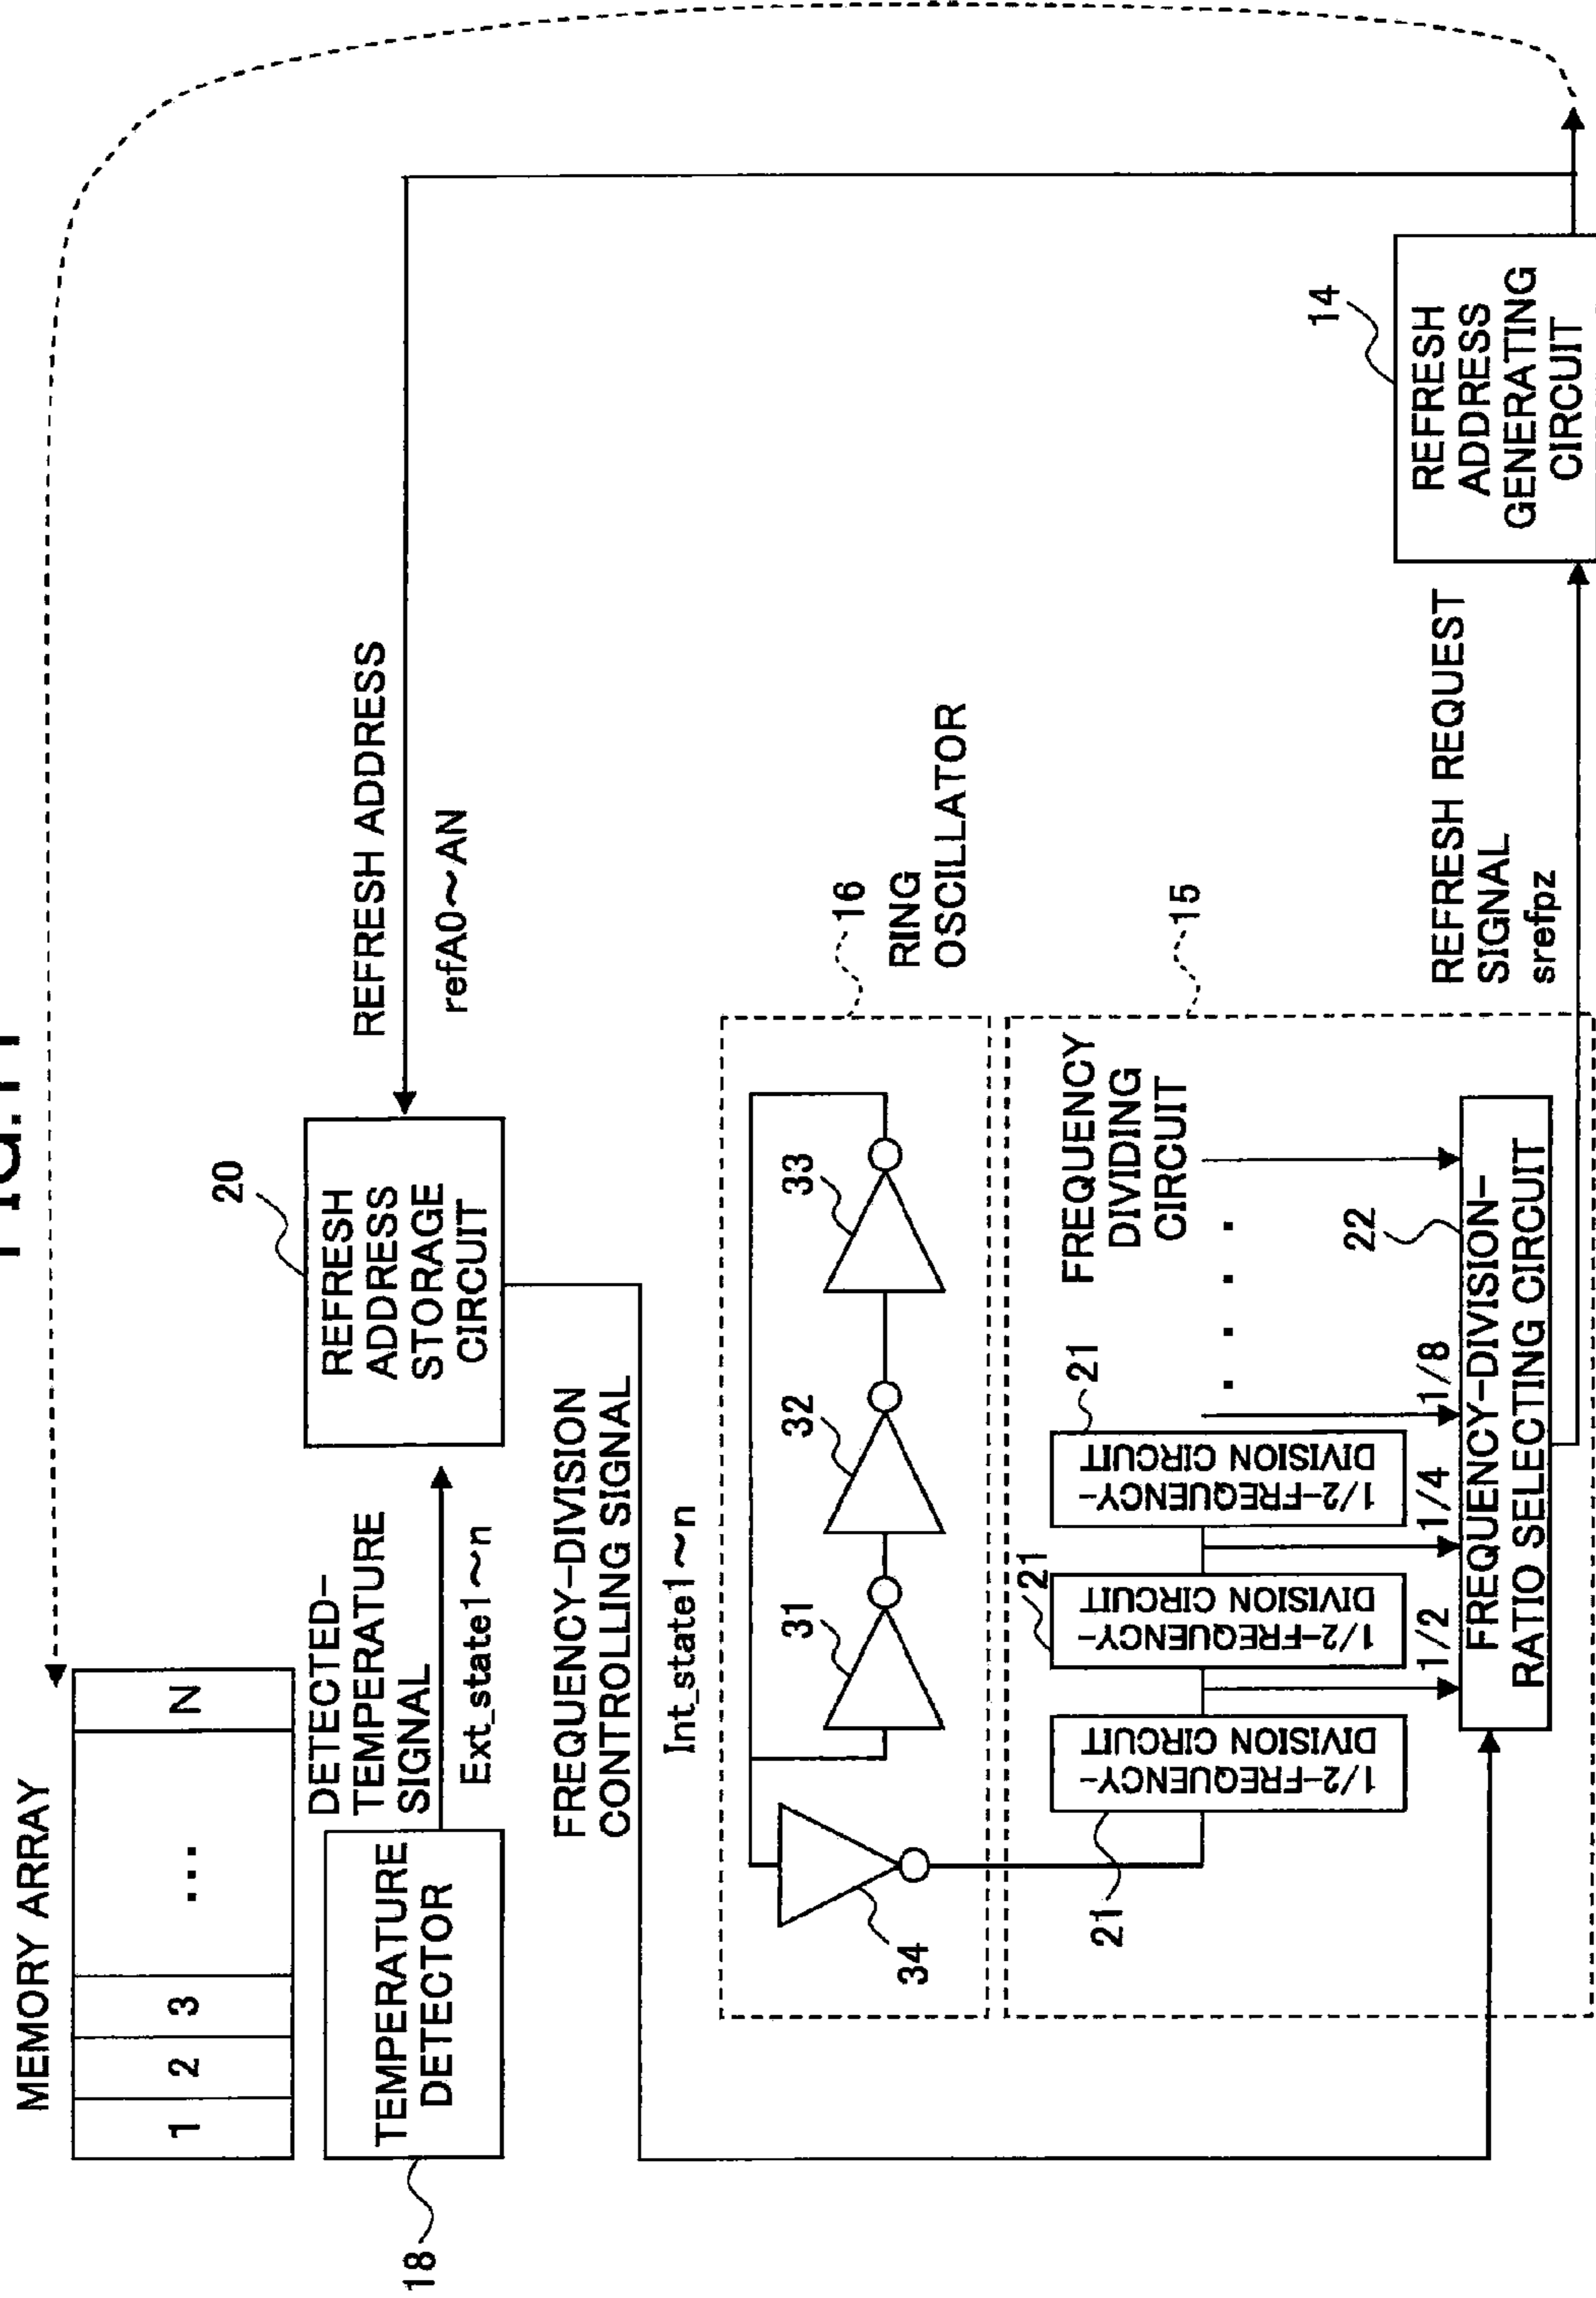 MEMORY ARRAY
1
2
3
...
N
18
TEMPERATURE
DETECTOR
DETECTED-
TEMPERATURE
SIGNAL
Ext_state1~n
20
REFRESH
ADDRESS
STORAGE
CIRCUIT
REFRESH ADDRESS
refA0~AN
FREQUENCY-DIVISION
CONTROLLING SIGNAL
Int_state1~n
34
31
32
33
16
RING
OSCILLATOR
15
FREQUENCY
DIVIDING
CIRCUIT
21
1/2-FREQUENCY-
DIVISION CIRCUIT
21
1/2-FREQUENCY-
DIVISION CIRCUIT
21
1/2-FREQUENCY-
DIVISION CIRCUIT
. . . .
1/2
1/4
1/8
22
FREQUENCY-DIVISION-
RATIO SELECTING CIRCUIT
REFRESH REQUEST
SIGNAL
srefpz
14
REFRESH
ADDRESS
GENERATING
CIRCUIT